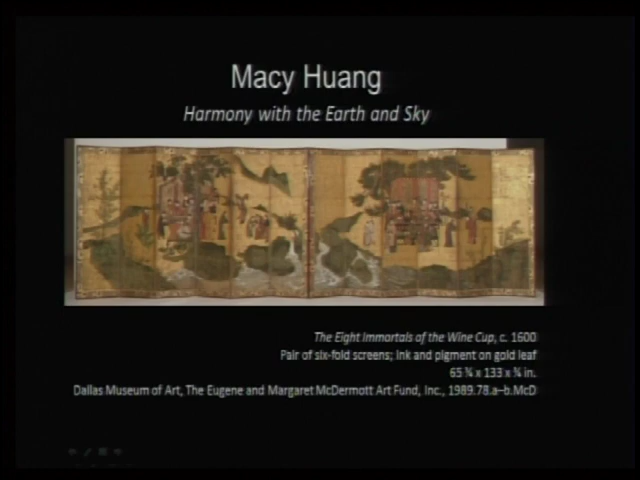 Macy Huang
Harmony with the Earth and Sky
The Eight Immortals of the Wine Cup, c. 1600
Pair of six-fold screens; ink and pigment on gold leaf
65 ¾ x 133 x ¾ in.
Dallas Museum of Art, The Eugene and Margaret McDermott Art Fund, Inc., 1989.78.a–b.McD